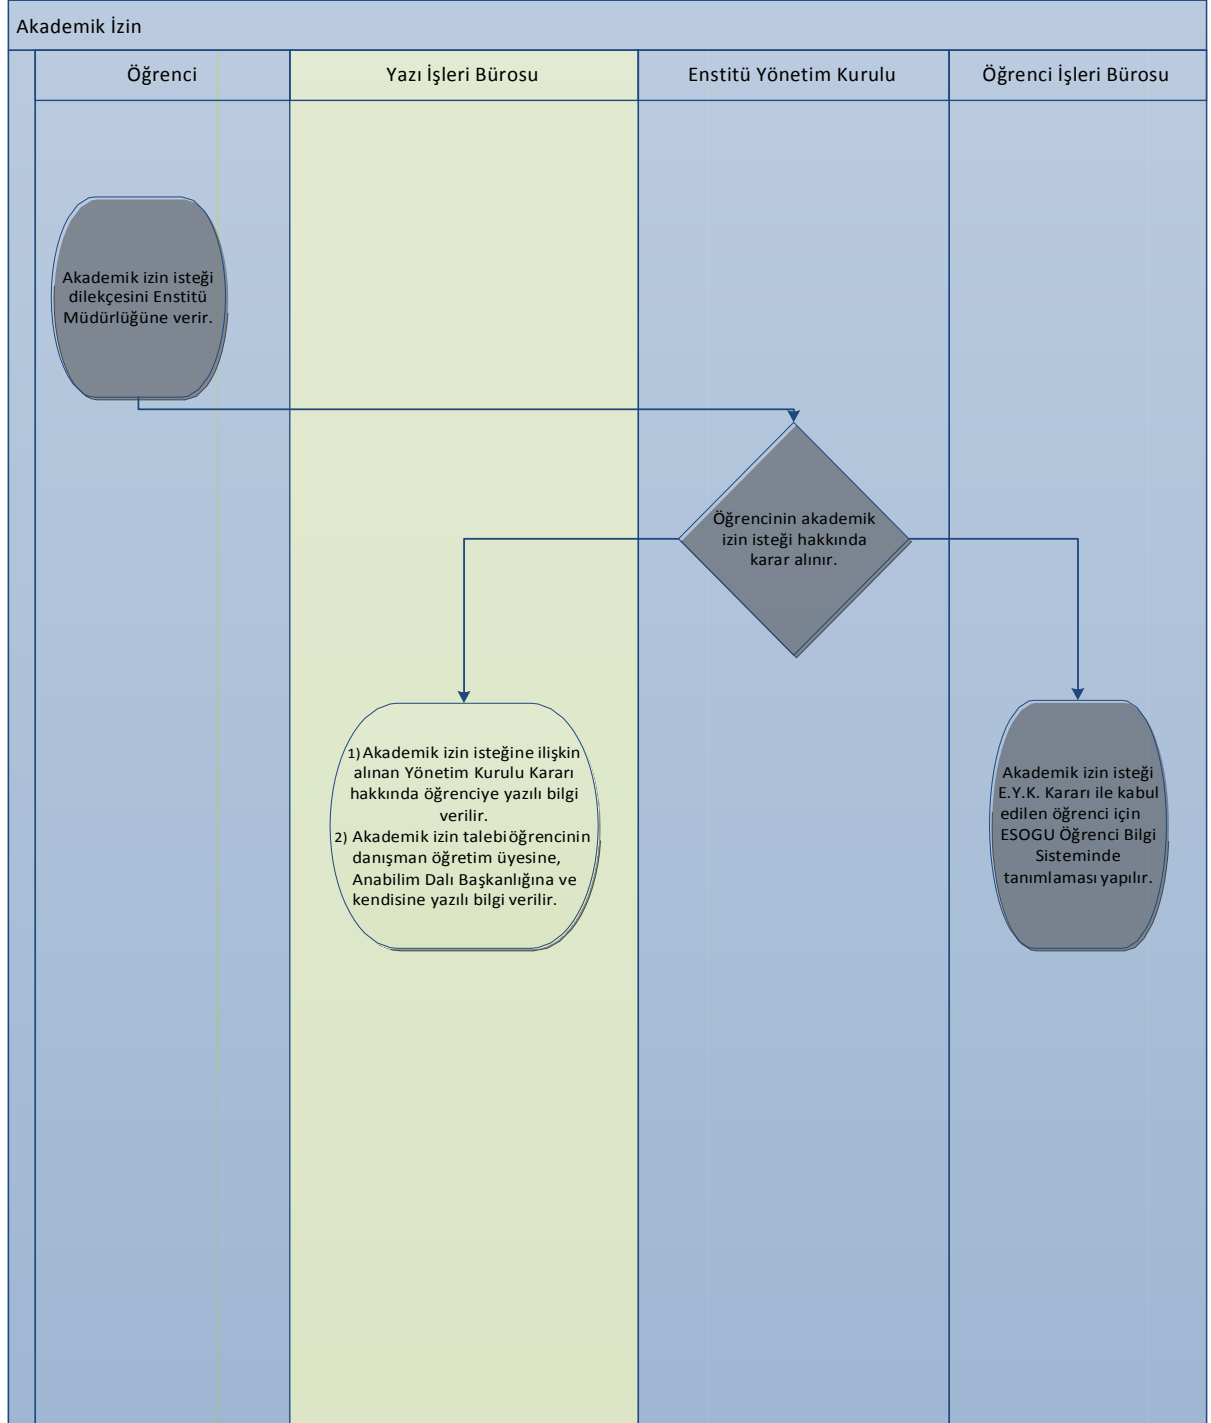 Akademik İzin
Öğrenci
Yazı İşleri Bürosu
Enstitü Yönetim Kurulu
Öğrenci İşleri Bürosu
Akademik izin isteği
dilekçesini Enstitü
Müdürlüğüne verir.
Öğrencinin akademik
izin isteği hakkında
karar alınır.
1) Akademik izin isteğine ilişkin
alınan Yönetim Kurulu Kararı
hakkında öğrenciye yazılı bilgi
verilir.
2) Akademik izin talebi öğrencinin
danışman öğretim üyesine,
Anabilim Dalı Başkanlığına ve
kendisine yazılı bilgi verilir.
Akademik izin isteği
E.Y.K. Kararı ile kabul
edilen öğrenci için
ESOGU Öğrenci Bilgi
Sisteminde
tanımlaması yapılır.